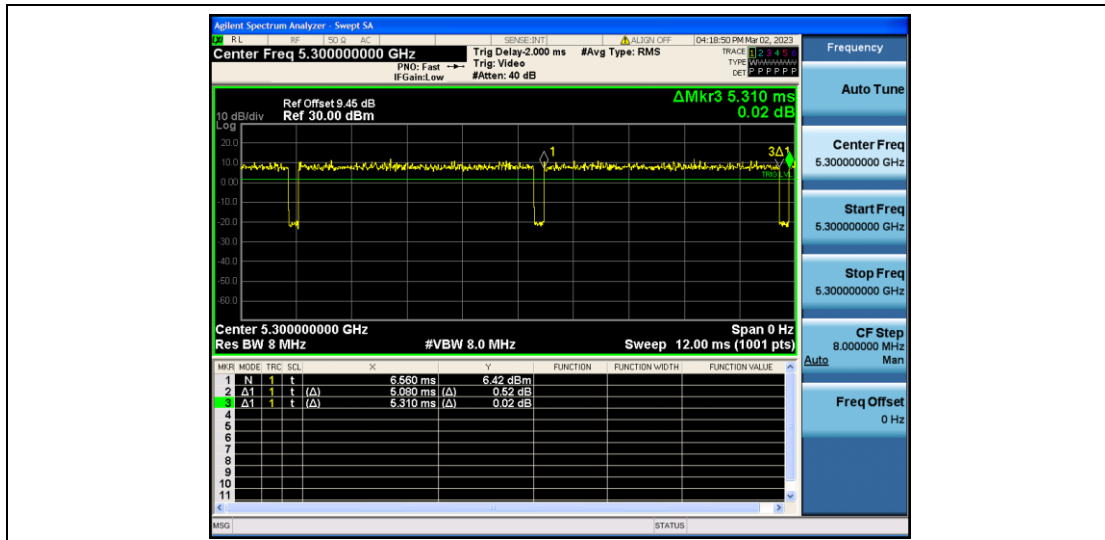 Agilent Spectrum Analyzer - Swept SA
RL RF 50 Ω AC SENSE:INT ALIGN OFF 04:18:50 PM Mar 02, 2023
Center Freq 5.300000000 GHz
PNO: Fast
IFGain:Low
Trig Delay-2.000 ms
Trig: Video
#Atten: 40 dB
#Avg Type: RMS
TRACE 1 2 3 4 5 6
TYPE WWWWWW
DET P P P P P P
Ref Offset 9.45 dB
10 dB/div Ref 30.00 dBm
Log
ΔMkr3 5.310 ms
0.02 dB
20.0
10.0
0.00
-10.0
-20.0
-30.0
-40.0
-50.0
-60.0
1
3Δ1
TRIG LVL
Center 5.300000000 GHz Span 0 Hz
Res BW 8 MHz #VBW 8.0 MHz Sweep 12.00 ms (1001 pts)
MKR MODE TRC SCL X Y FUNCTION FUNCTION WIDTH FUNCTION VALUE
1 N 1 t 6.560 ms 6.42 dBm
2 Δ1 1 t (Δ) 5.080 ms (Δ) 0.52 dB
3 Δ1 1 t (Δ) 5.310 ms (Δ) 0.02 dB
4
5
6
7
8
9
10
11
MSG STATUS
Frequency
Auto Tune
Center Freq
5.300000000 GHz
Start Freq
5.300000000 GHz
Stop Freq
5.300000000 GHz
CF Step
8.000000 MHz
Auto Man
Freq Offset
0 Hz